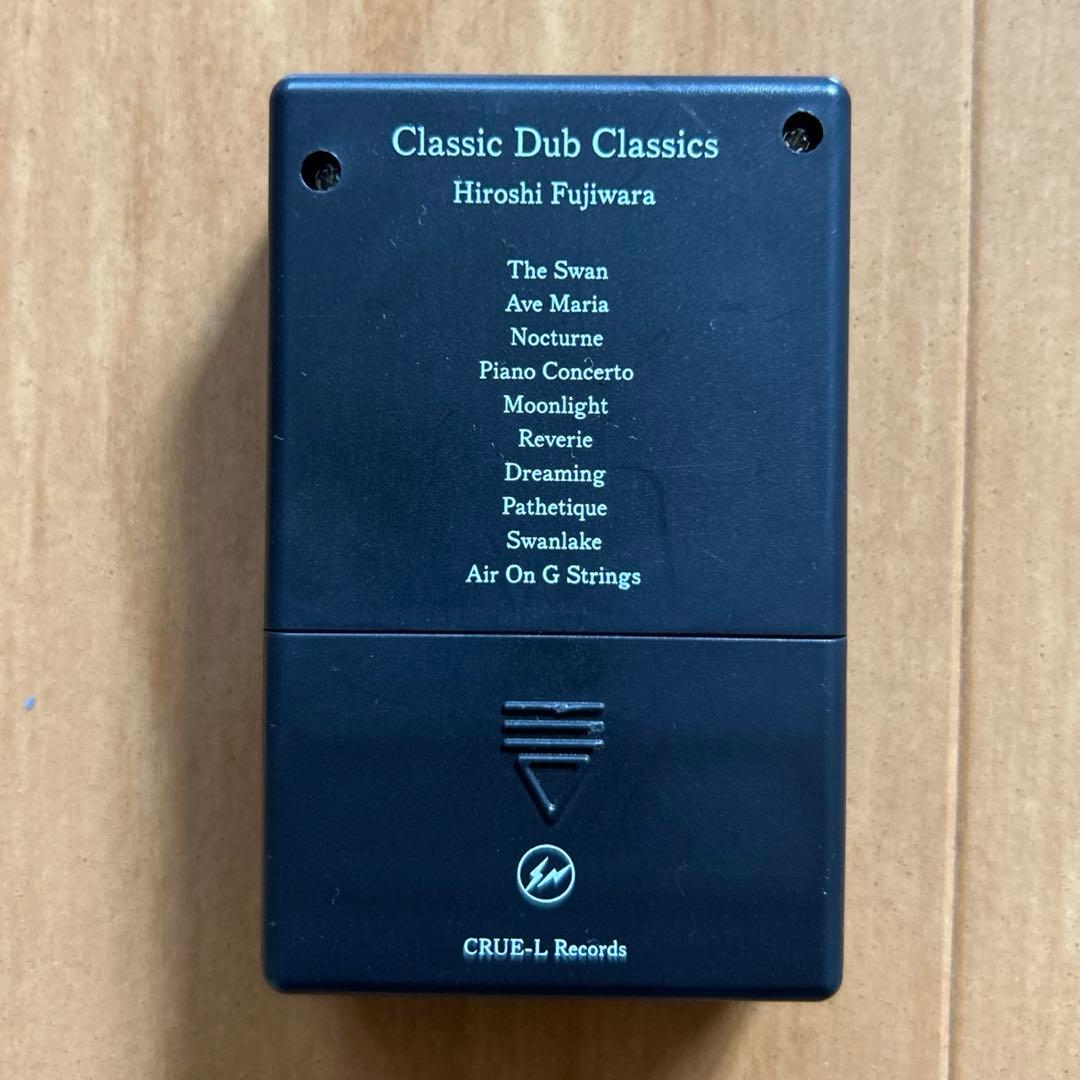 Classic Dub Classics
Hiroshi Fujiwara
The Swan
Ave Maria
Nocturne
Piano Concerto
Moonlight
Reverie
Dreaming
Pathetique
Swanlake
Air On G Strings
CRUE-L Records